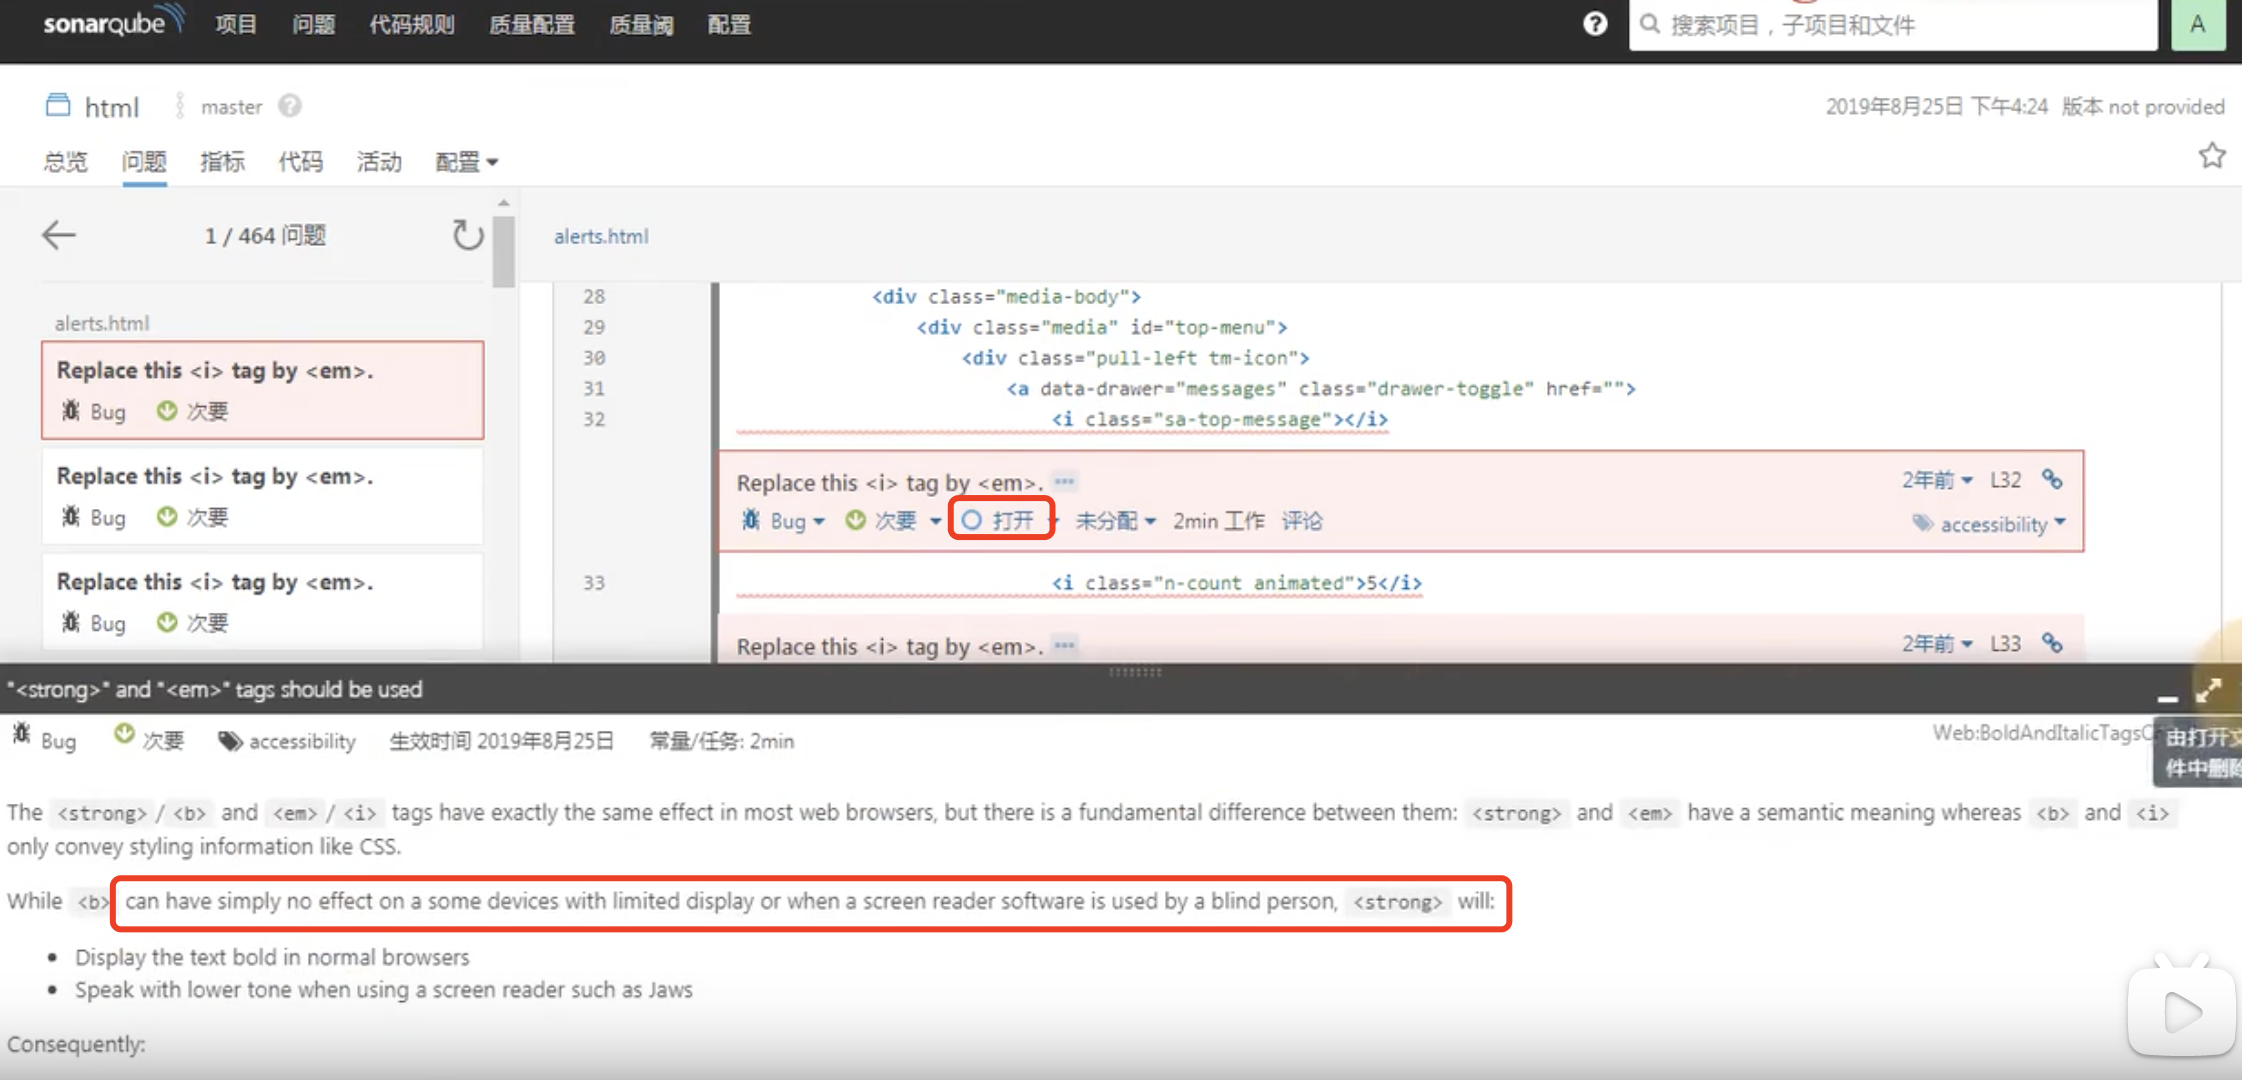 sonarqube 项目 问题 代码规则 质量配置 质量阈 配置 ? 搜索项目，子项目和文件 A
html master ? 2019年8月25日 下午4:24 版本 not provided
总览 问题 指标 代码 活动 配置
1 / 464 问题
alerts.html
alerts.html
Replace this <i> tag by <em>.
Bug 次要
Replace this <i> tag by <em>.
Bug 次要
Replace this <i> tag by <em>.
Bug 次要
28 <div class="media-body">
29 <div class="media" id="top-menu">
30 <div class="pull-left tm-icon">
31 <a data-drawer="messages" class="drawer-toggle" href="">
32 <i class="sa-top-message"></i>
Replace this <i> tag by <em>. ••• 2年前 L32
Bug 次要 打开 未分配 2min 工作 评论 accessibility
33 <i class="n-count animated">5</i>
Replace this <i> tag by <em>. ••• 2年前 L33
"<strong>" and "<em>" tags should be used
Bug 次要 accessibility 生效时间 2019年8月25日 常量/任务: 2min Web:BoldAndItalicTagsC
由打开文
件中删除
The <strong> / <b> and <em> / <i> tags have exactly the same effect in most web browsers, but there is a fundamental difference between them: <strong> and <em> have a semantic meaning whereas <b> and <i>
only convey styling information like CSS.
While <b> can have simply no effect on a some devices with limited display or when a screen reader software is used by a blind person, <strong> will:
• Display the text bold in normal browsers
• Speak with lower tone when using a screen reader such as Jaws
Consequently: